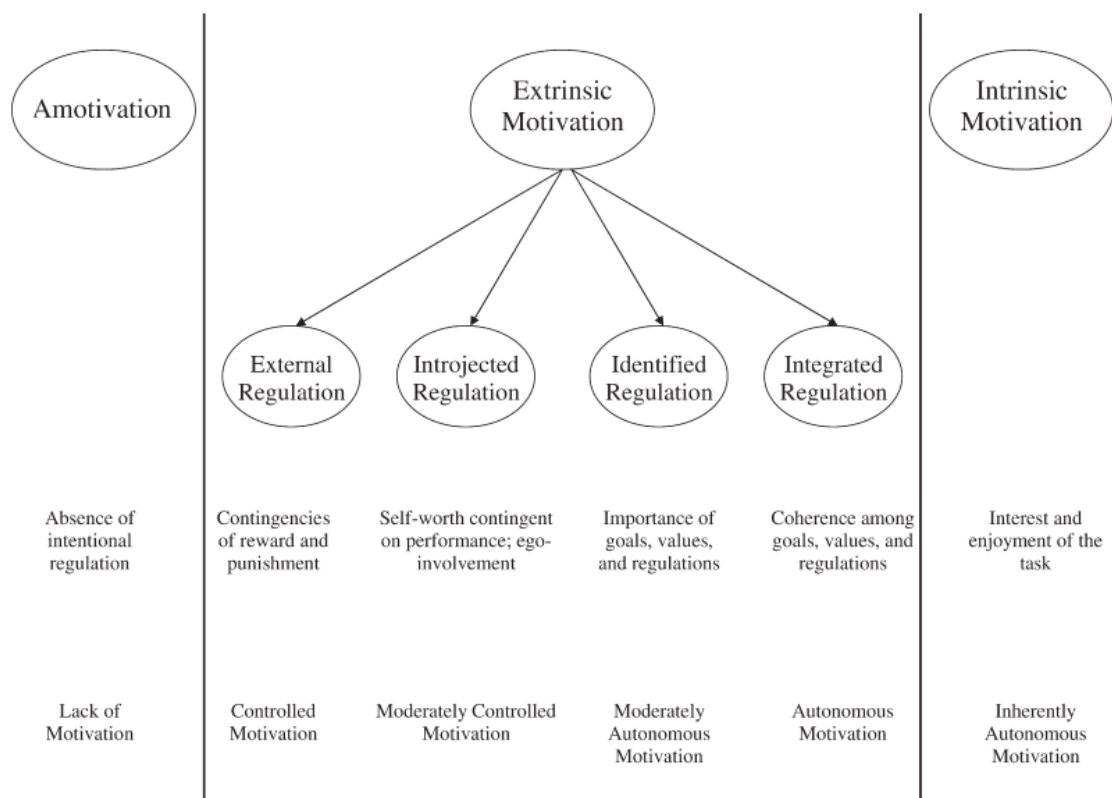 Amotivation
Extrinsic
Motivation
Intrinsic
Motivation
External
Regulation
Introjected
Regulation
Identified
Regulation
Integrated
Regulation
Absence of
intentional
regulation
Contingencies
of reward and
punishment
Self-worth contingent
on performance; ego-
involvement
Importance of
goals, values,
and regulations
Coherence among
goals, values, and
regulations
Interest and
enjoyment of the
task
Lack of
Motivation
Controlled
Motivation
Moderately Controlled
Motivation
Moderately
Autonomous
Motivation
Autonomous
Motivation
Inherently
Autonomous
Motivation